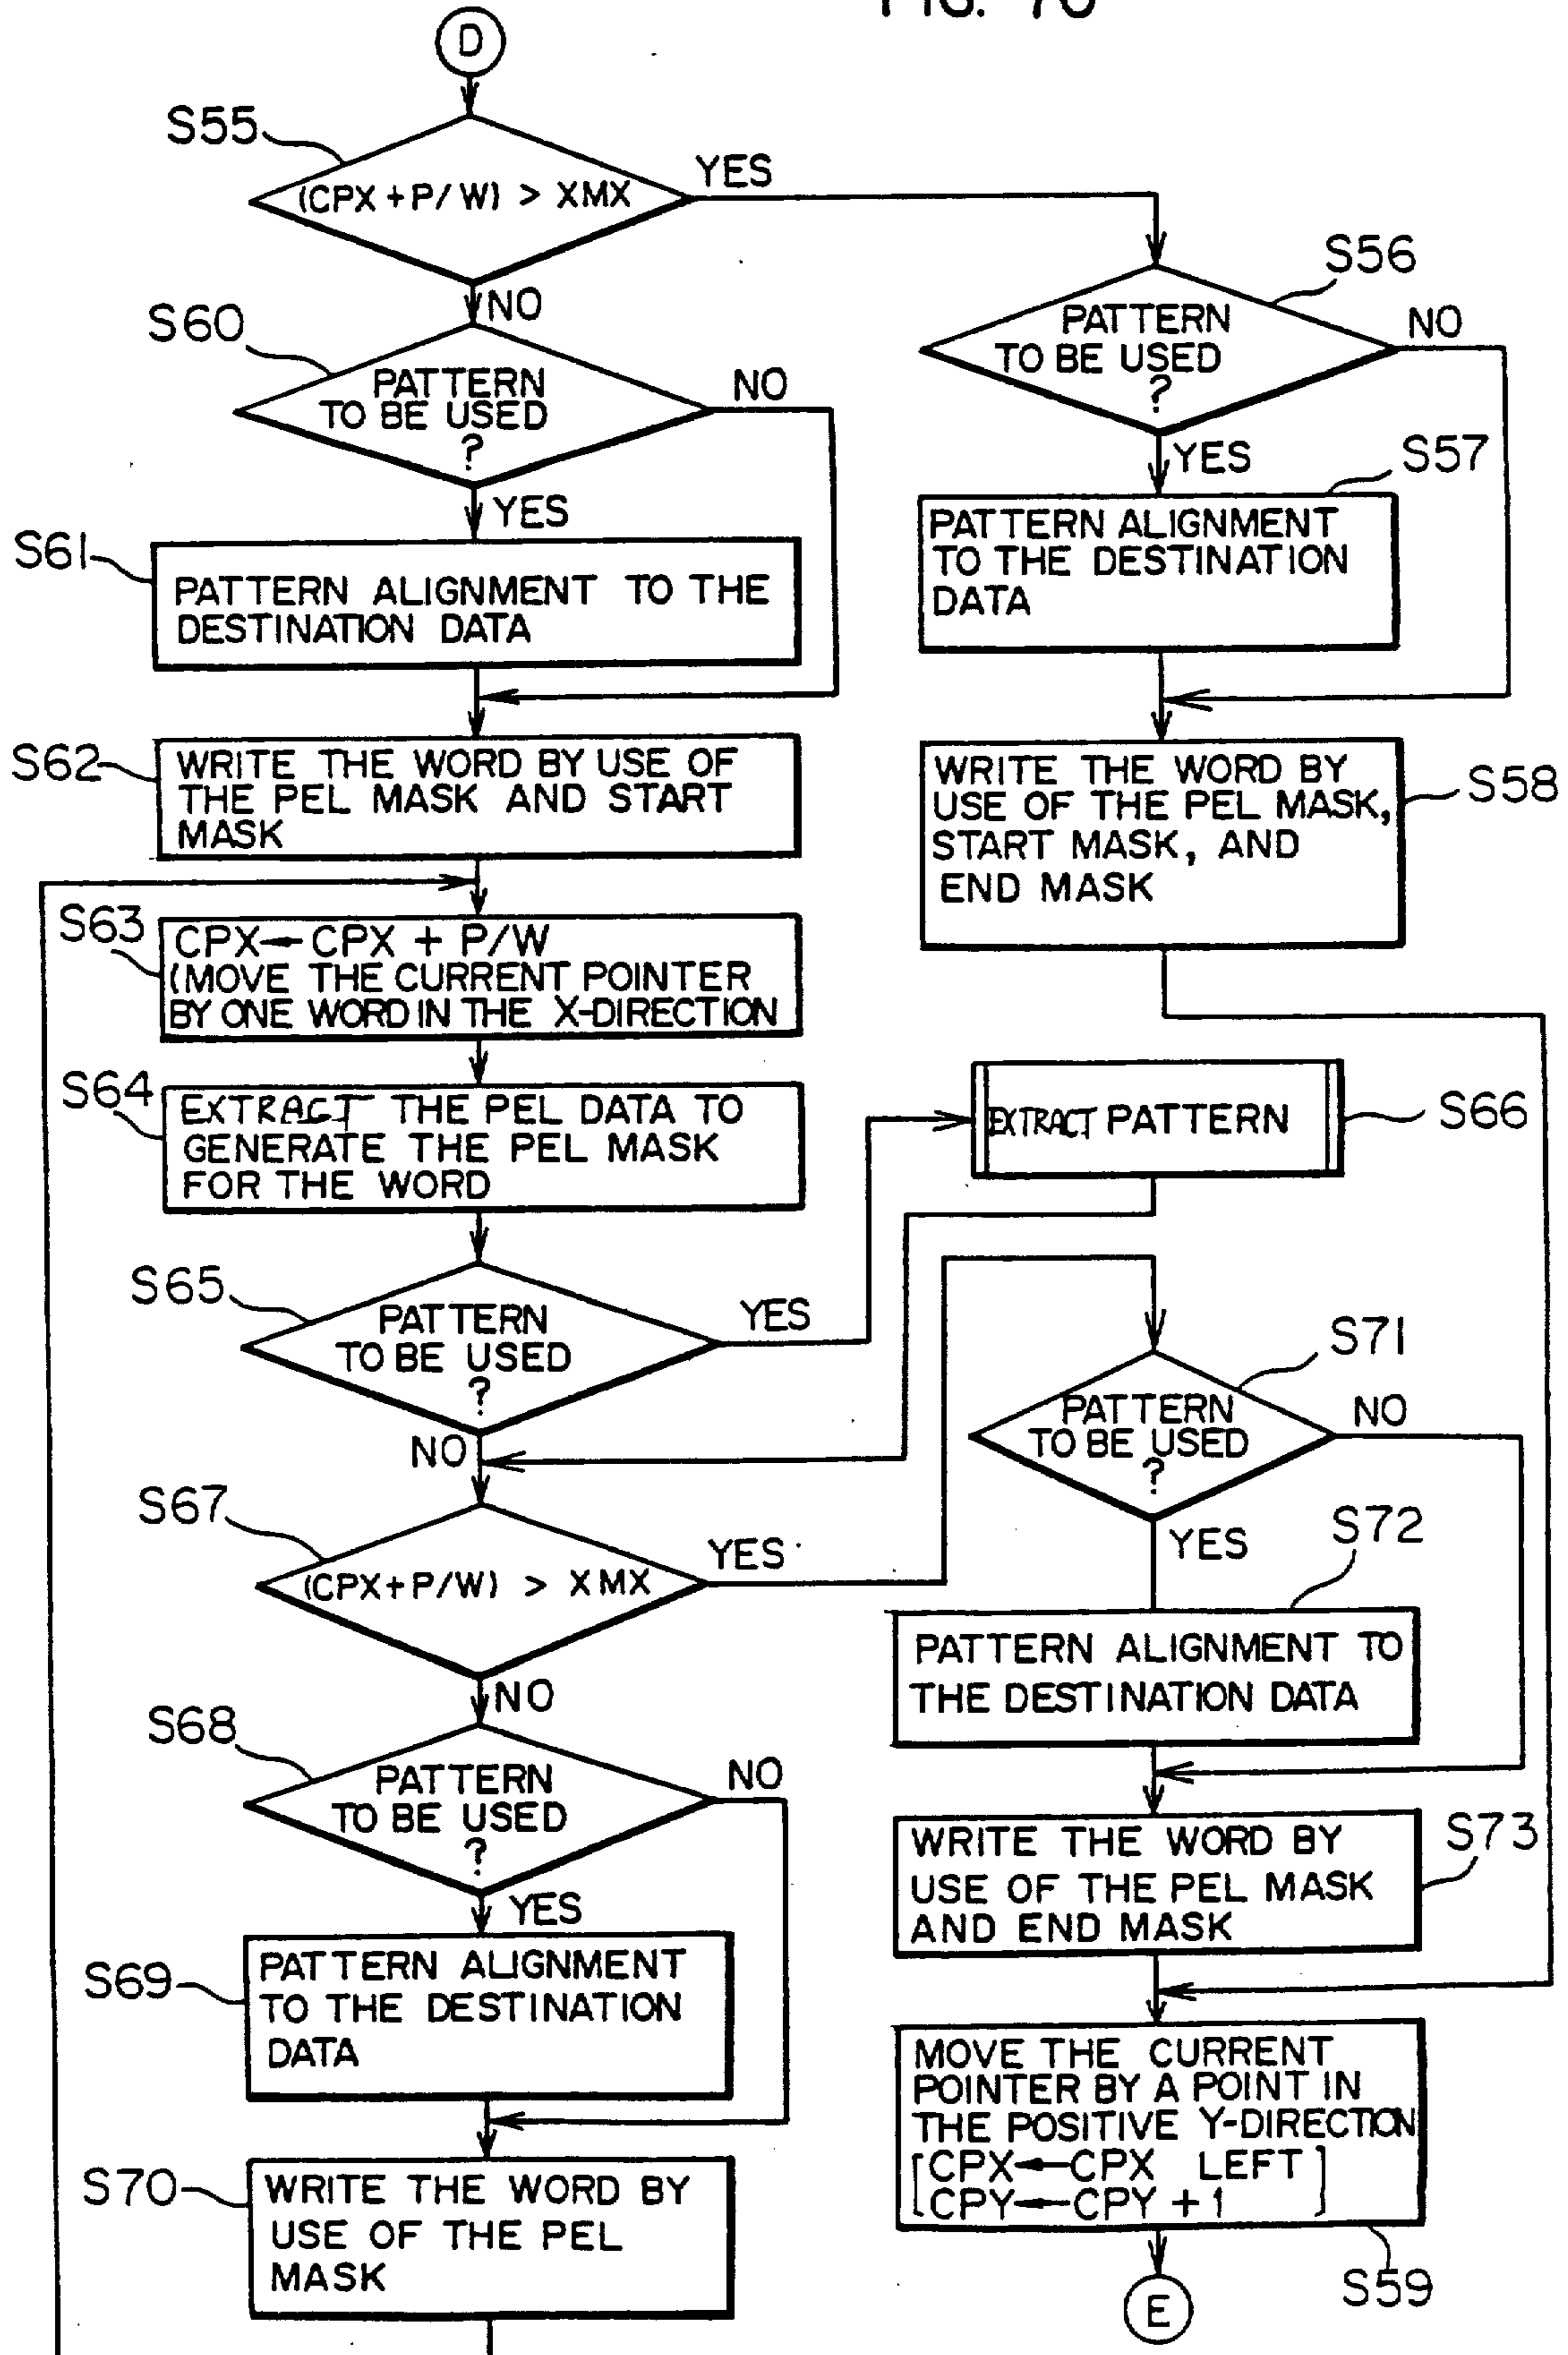 FIG. 7C
D
S55
(CPX + P/W) > XMX
YES
NO
S56
PATTERN
TO BE USED
?
NO
YES
S60
PATTERN
TO BE USED
?
NO
YES
S57
PATTERN ALIGNMENT
TO THE DESTINATION
DATA
S61
PATTERN ALIGNMENT TO THE
DESTINATION DATA
S62
WRITE THE WORD BY USE OF
THE PEL MASK AND START
MASK
S58
WRITE THE WORD BY
USE OF THE PEL MASK,
START MASK, AND
END MASK
S63
CPX ← CPX + P/W
(MOVE THE CURRENT POINTER
BY ONE WORD IN THE X-DIRECTION
S64
EXTRACT THE PEL DATA TO
GENERATE THE PEL MASK
FOR THE WORD
S66
EXTRACT PATTERN
S65
PATTERN
TO BE USED
?
YES
NO
S71
PATTERN
TO BE USED
?
NO
YES
S67
(CPX + P/W) > XMX
YES
NO
S72
PATTERN ALIGNMENT TO
THE DESTINATION DATA
S68
PATTERN
TO BE USED
?
NO
YES
S73
WRITE THE WORD BY
USE OF THE PEL MASK
AND END MASK
S69
PATTERN ALIGNMENT
TO THE DESTINATION
DATA
MOVE THE CURRENT
POINTER BY A POINT IN
THE POSITIVE Y-DIRECTION
[CPX ← CPX LEFT]
[CPY ← CPY + 1]
S59
S70
WRITE THE WORD BY
USE OF THE PEL
MASK
E